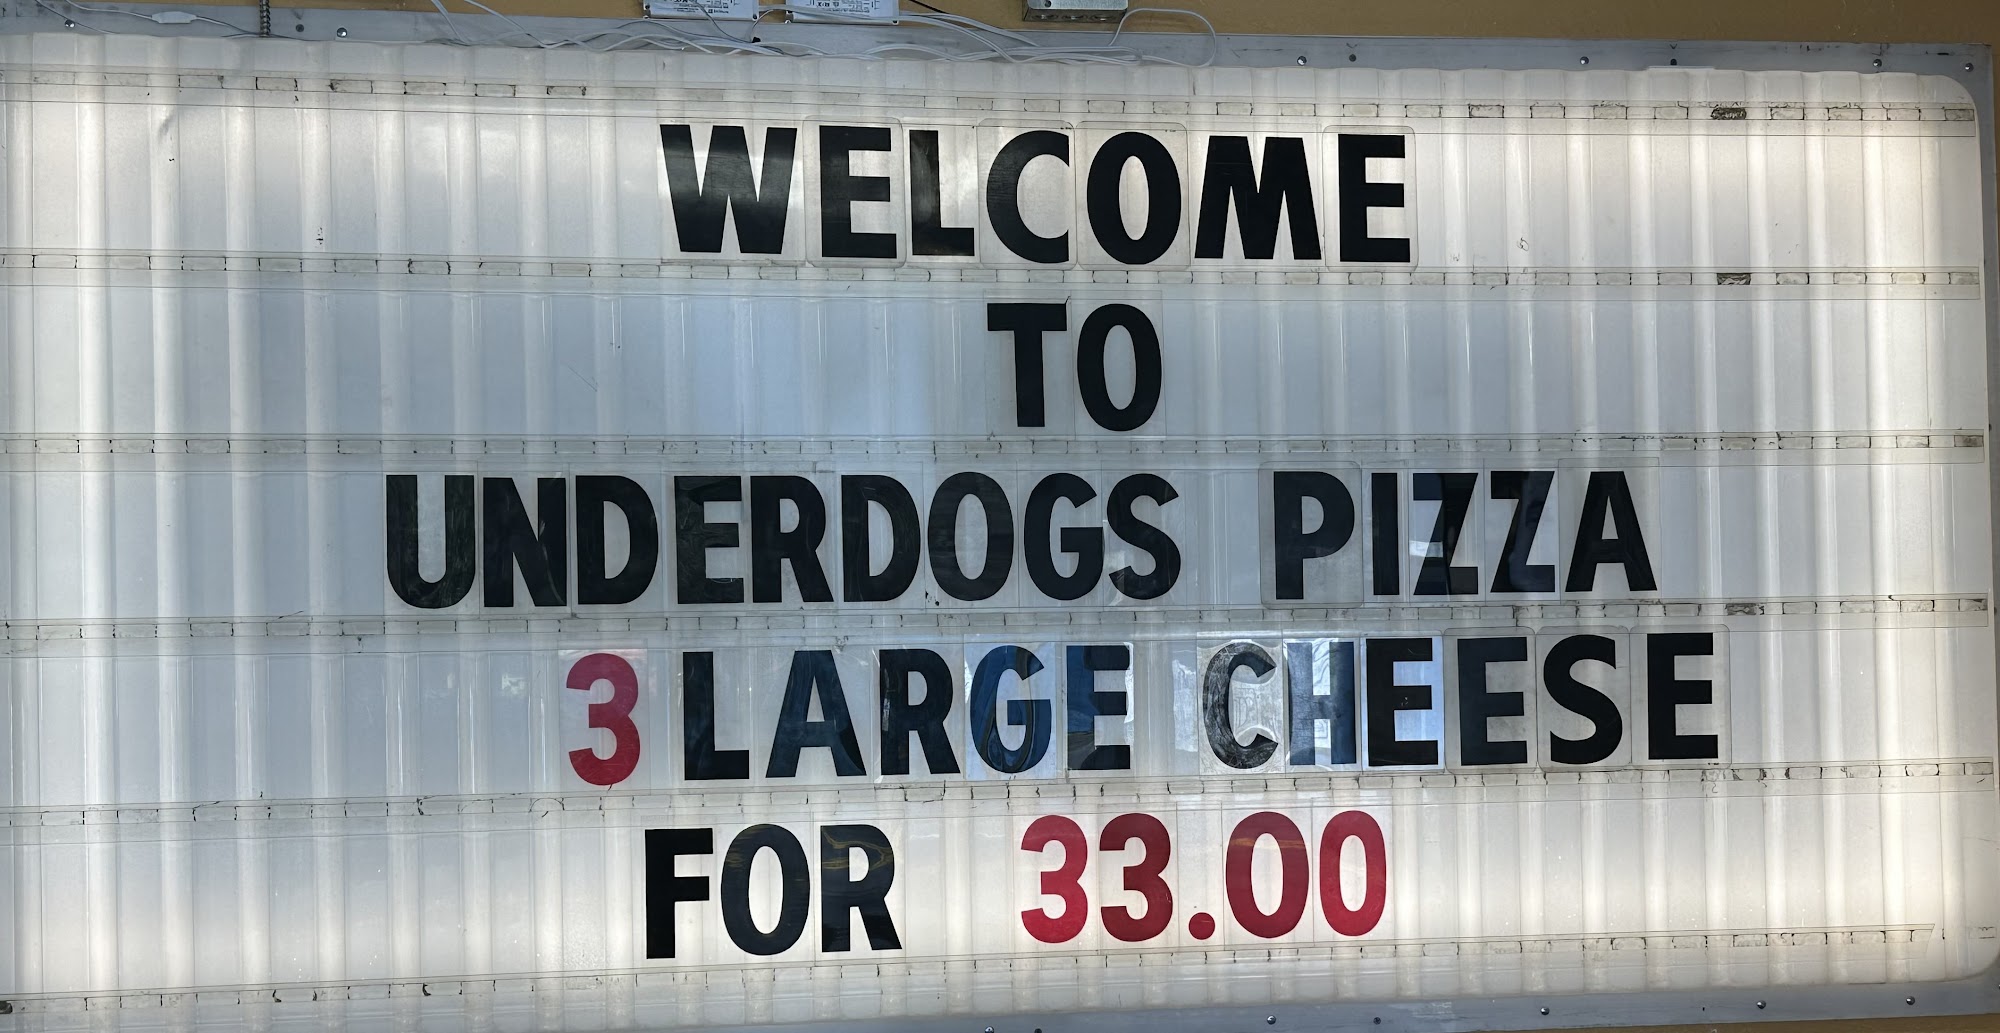 WELCOME
TO
UNDERDOGS PIZZA
3 LARGE CHEESE
FOR 33.00